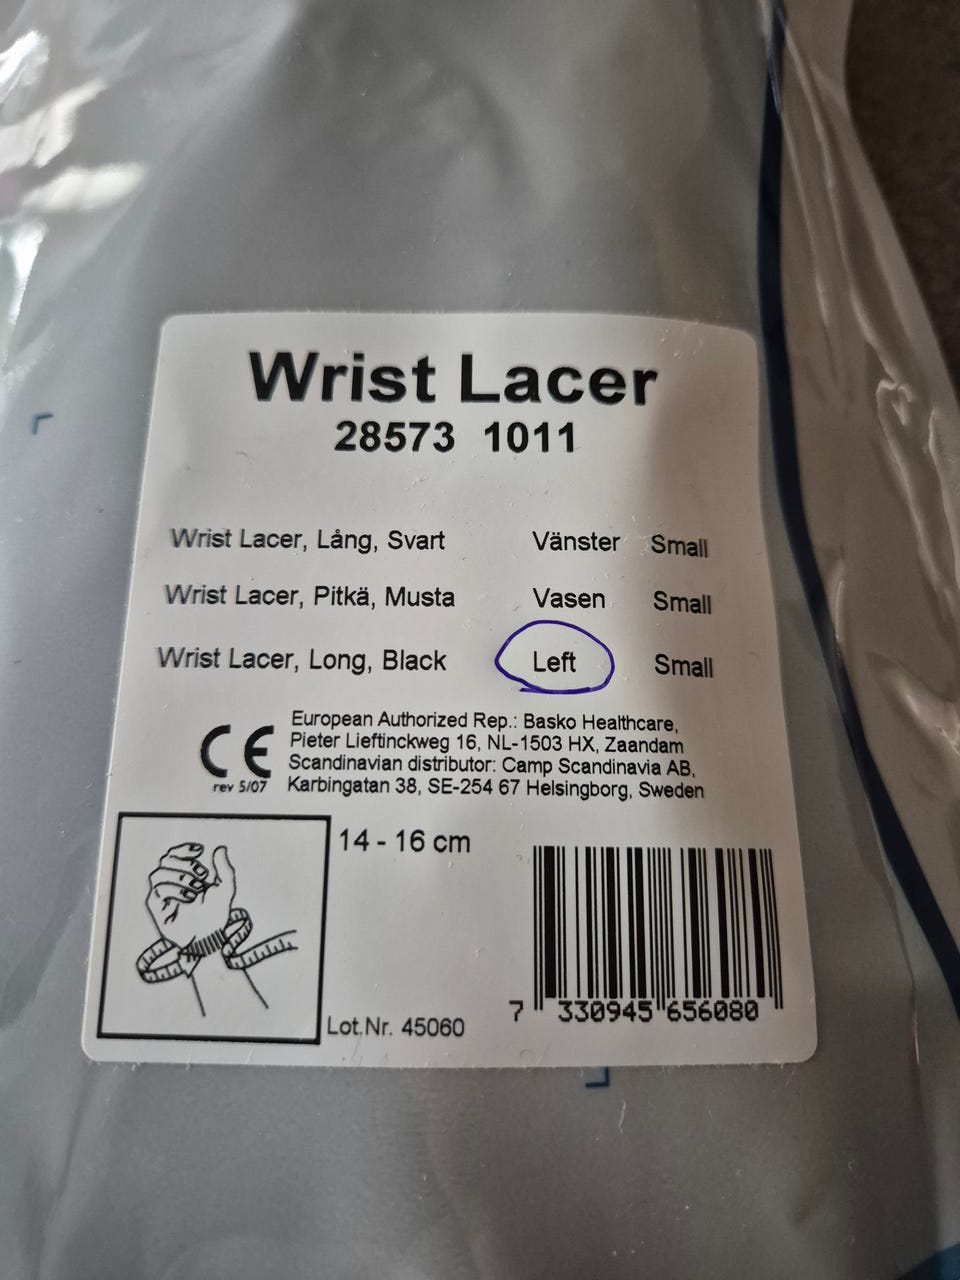 Wrist Lacer
28573 1011
Wrist Lacer, Lång, Svart Vänster Small
Wrist Lacer, Pitkä, Musta Vasen Small
Wrist Lacer, Long, Black Left Small
CE
rev 5/07
European Authorized Rep.: Basko Healthcare,
Pieter Lieftinckweg 16, NL-1503 HX, Zaandam
Scandinavian distributor: Camp Scandinavia AB,
Karbingatan 38, SE-254 67 Helsingborg, Sweden
14 - 16 cm
Lot.Nr. 45060
7 330945 656080